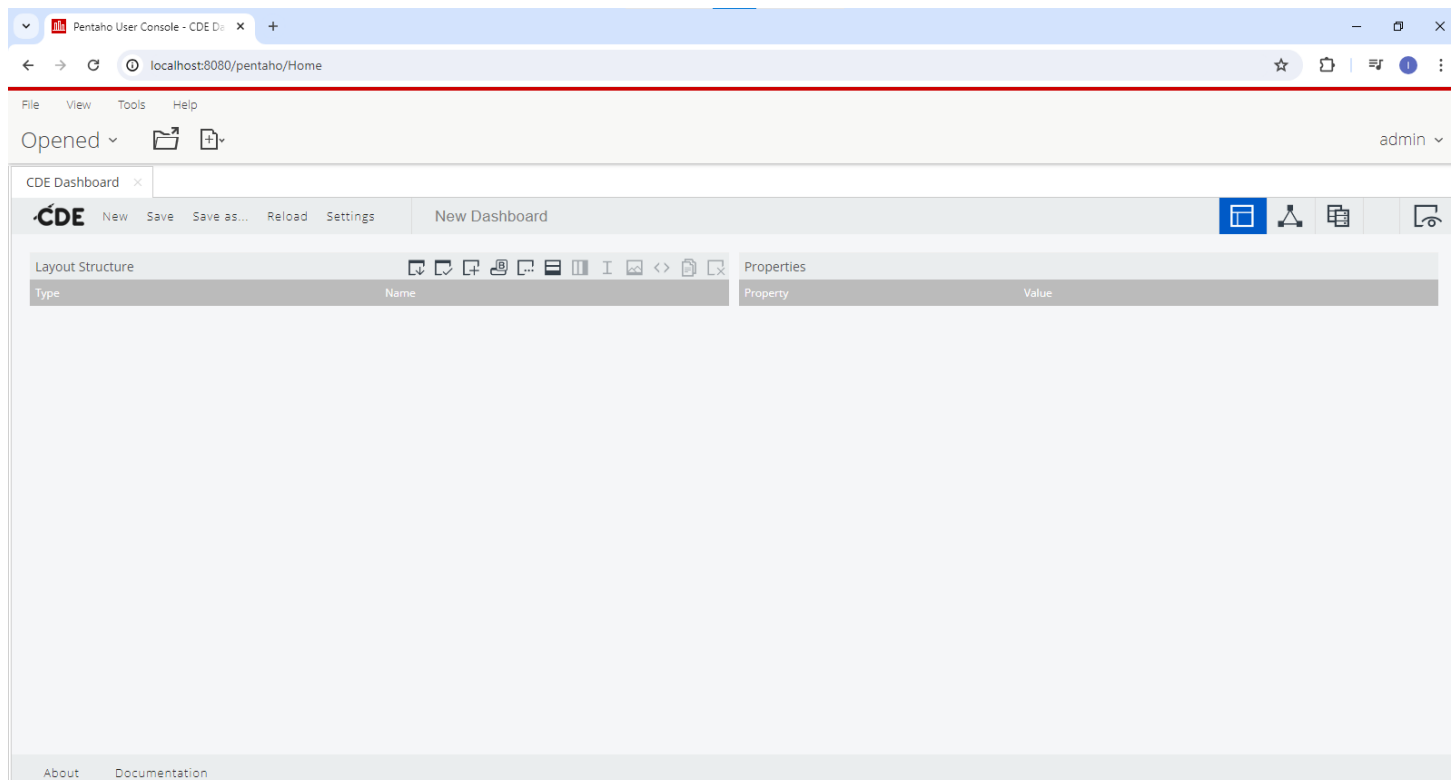 Pentaho User Console - CDE Da
localhost:8080/pentaho/Home
I
File View Tools Help
Opened
admin
CDE Dashboard
CDE New Save Save as... Reload Settings New Dashboard
Layout Structure
Properties
Type Name
Property Value
About Documentation